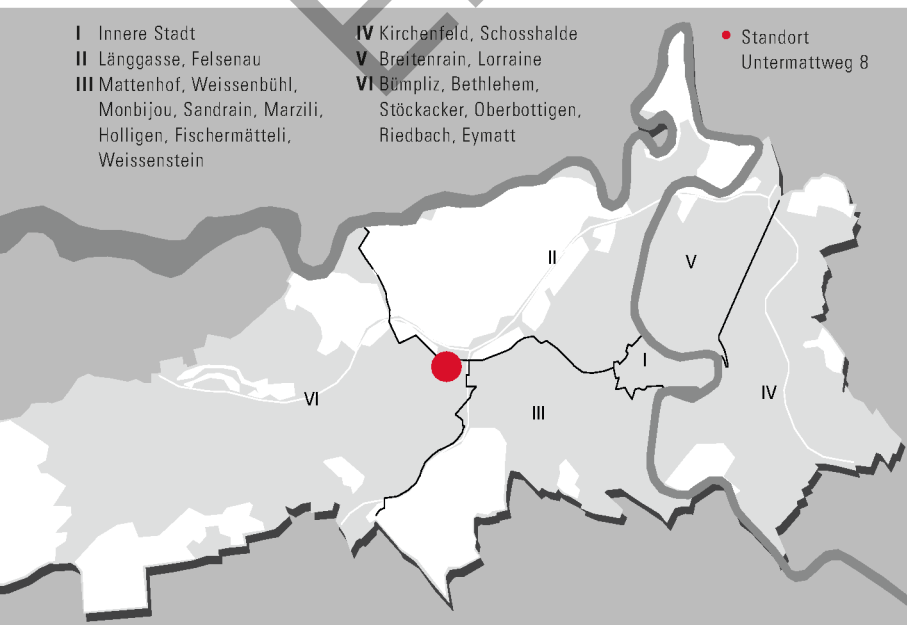 I Innere Stadt
II Länggasse, Felsenau
III Mattenhof, Weissenbühl,
Monbijou, Sandrain, Marzili,
Holligen, Fischermätteli,
Weissenstein
IV Kirchenfeld, Schosshalde
V Breitenrain, Lorraine
VI Bümpliz, Bethlehem,
Stöckacker, Oberbottigen,
Riedbach, Eymatt
Standort
Untermattweg 8
II
V
I
VI
III
IV